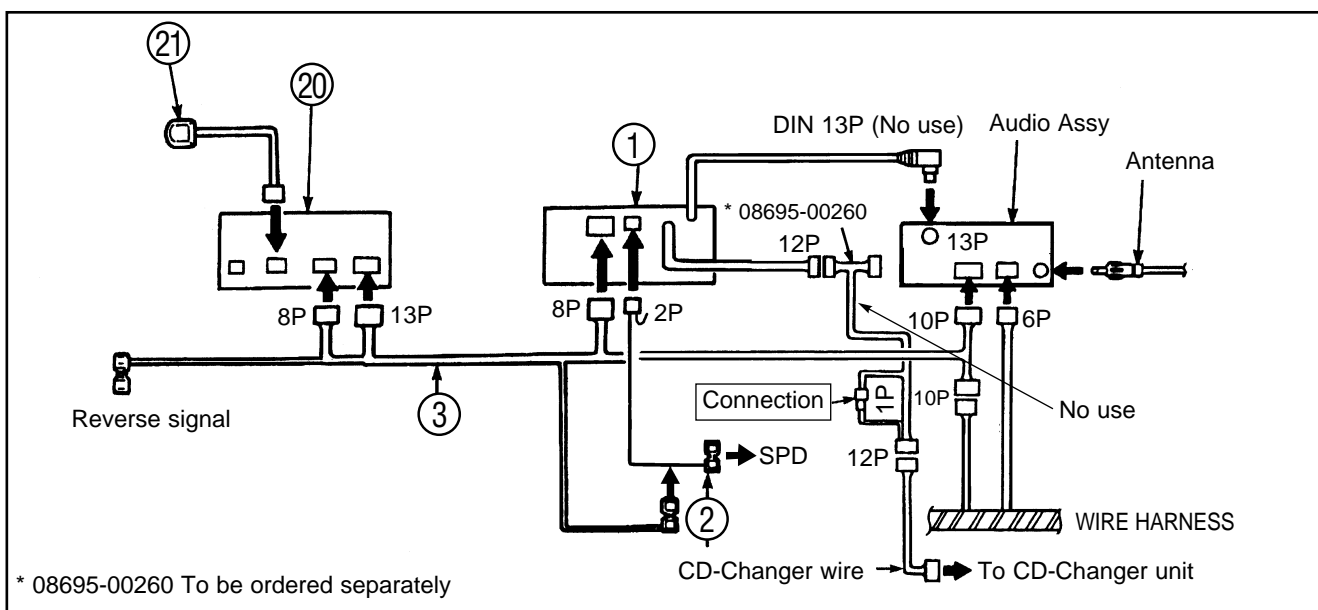 21
20
1
DIN 13P (No use)
Audio Assy
Antenna
* 08695-00260
12P
13P
8P
13P
8P
2P
10P
6P
Reverse signal
3
Connection
1P
10P
No use
SPD
12P
2
WIRE HARNESS
CD-Changer wire
To CD-Changer unit
* 08695-00260 To be ordered separately